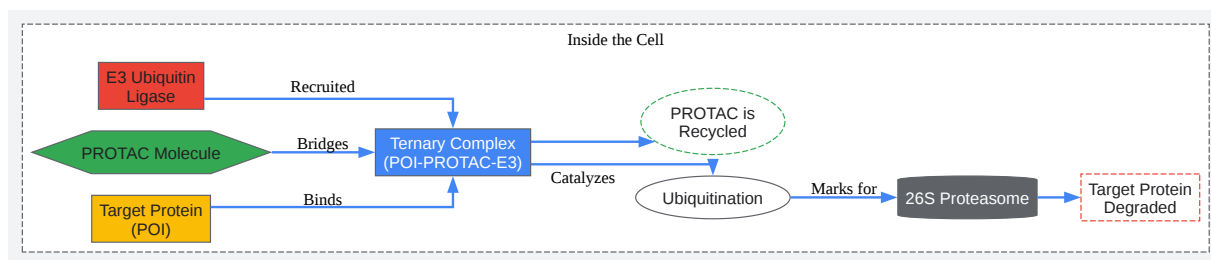 Inside the Cell
E3 Ubiquitin
Ligase
Recruited
PROTAC Molecule
Bridges
Target Protein
(POI)
Binds
Ternary Complex
(POI-PROTAC-E3)
PROTAC is
Recycled
Catalyzes
Ubiquitination
Marks for
26S Proteasome
Target Protein
Degraded